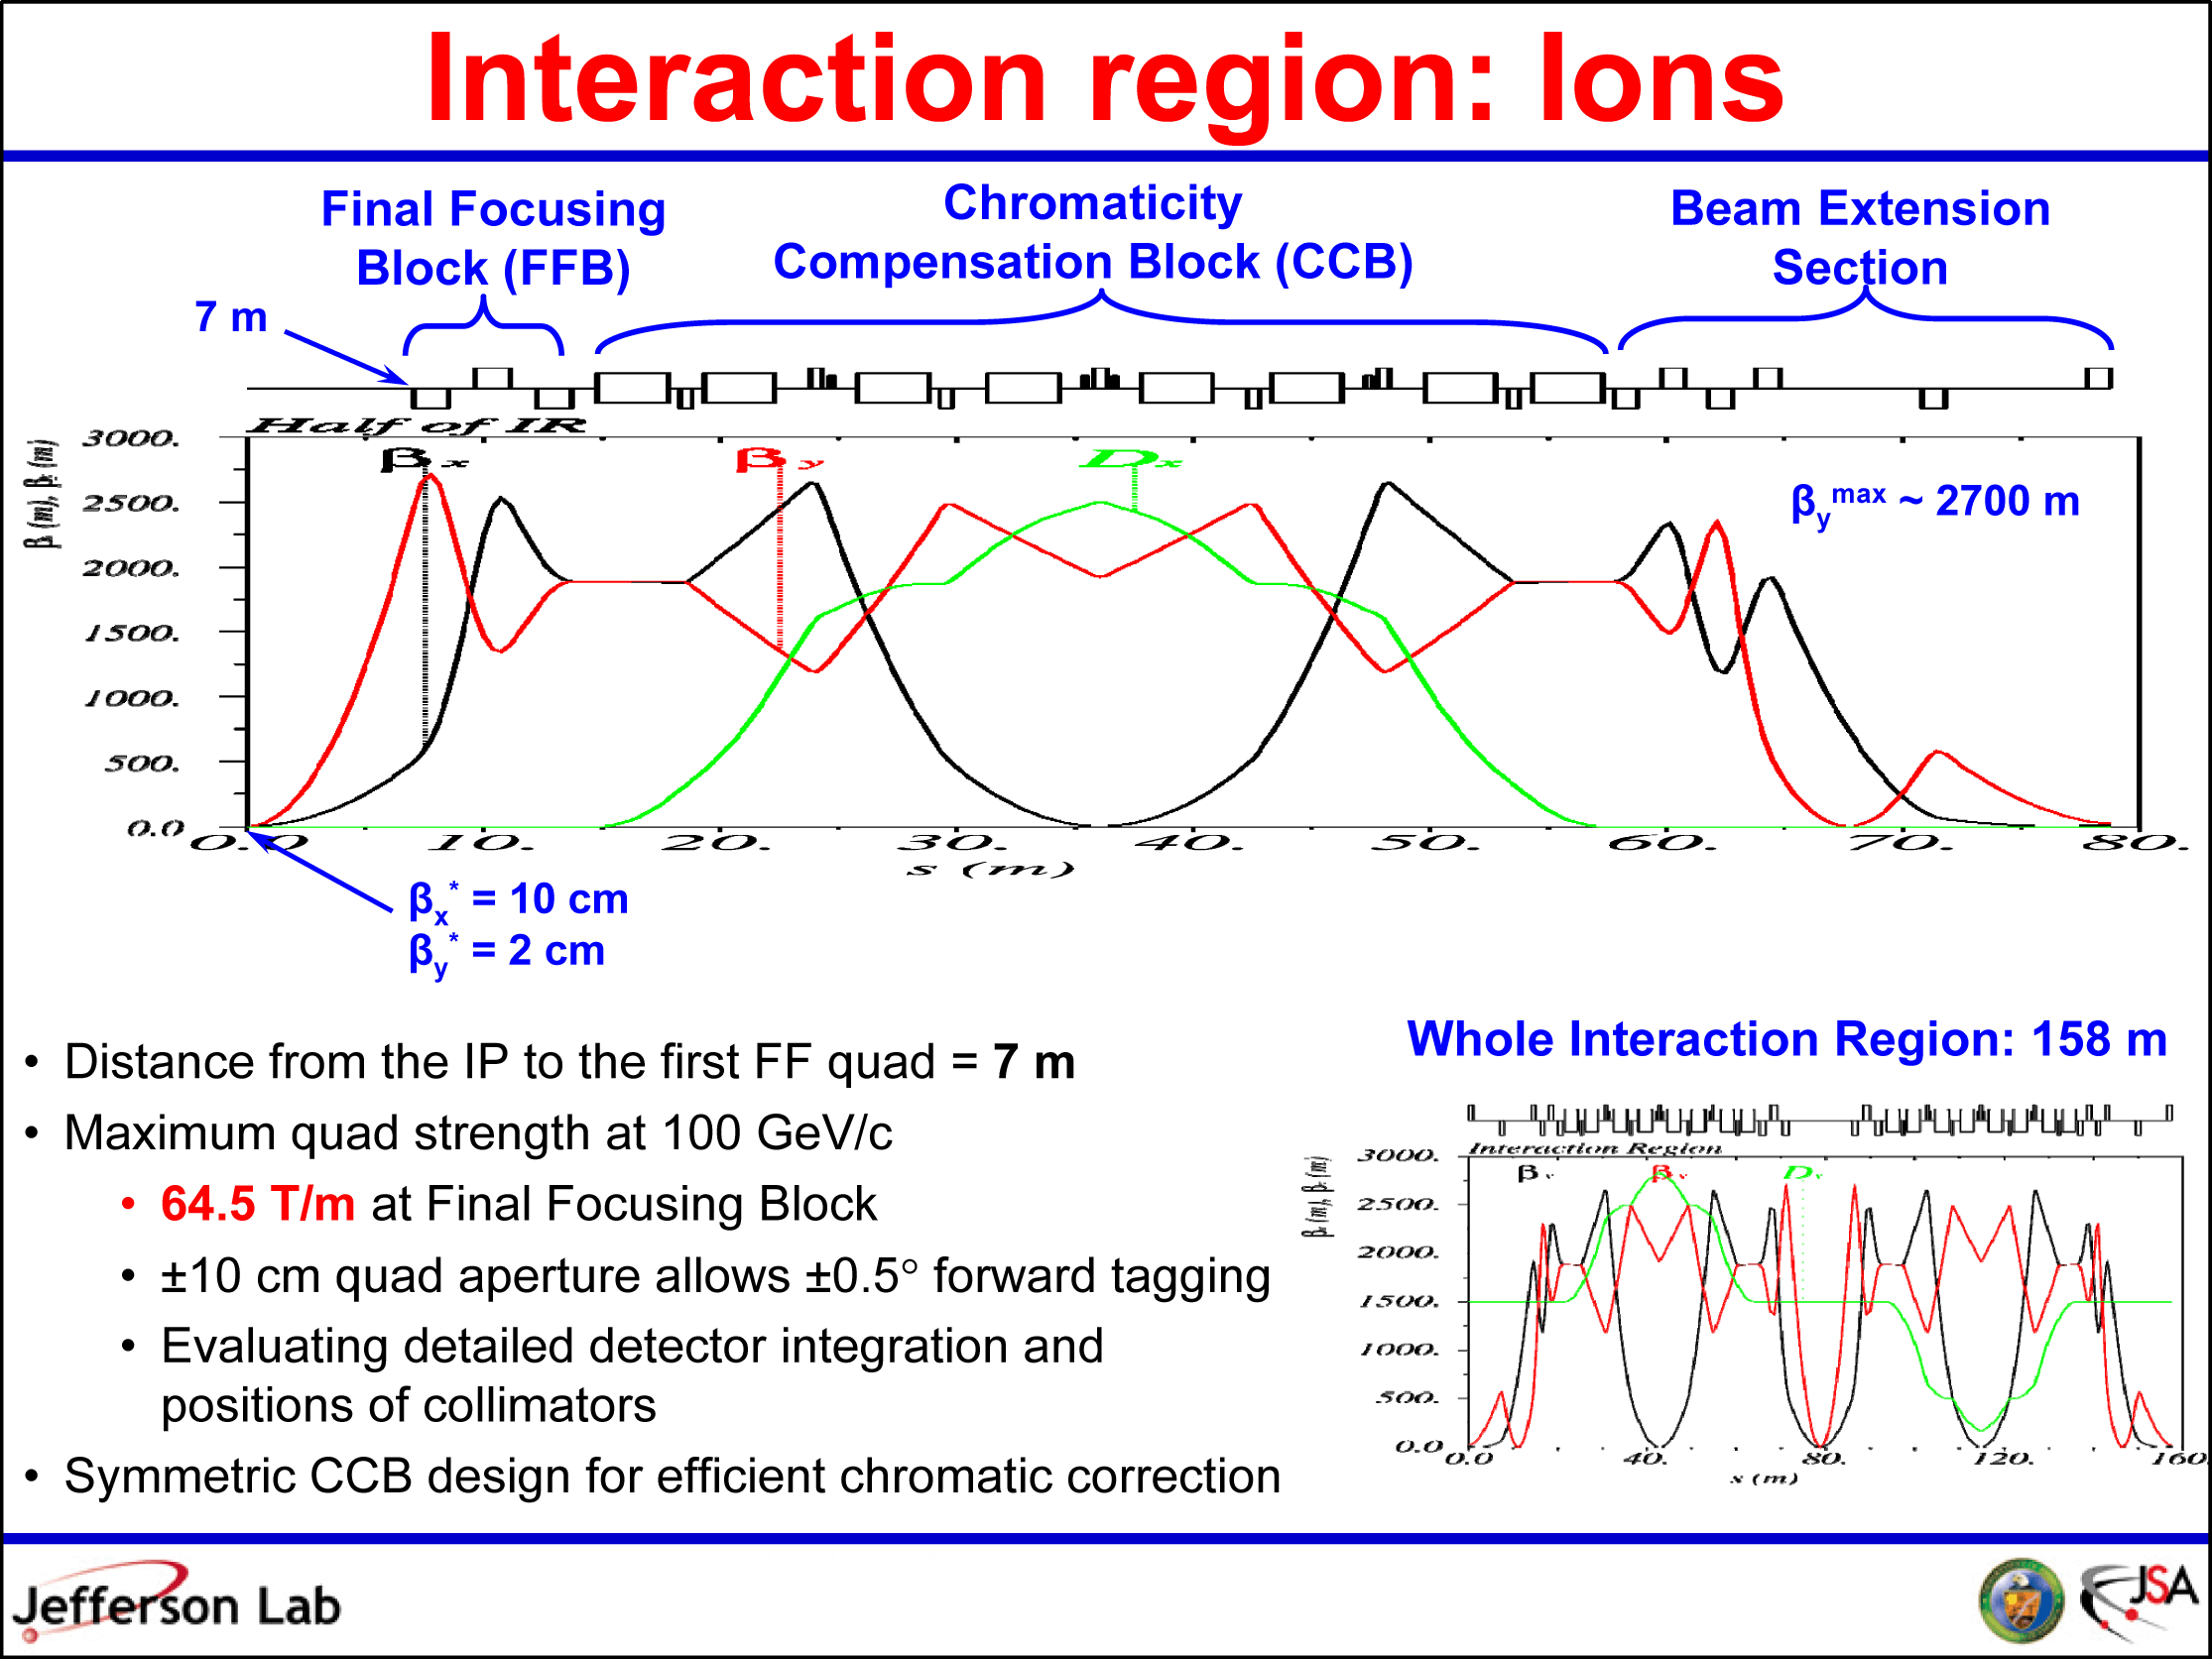 Interaction region: Ions
Final Focusing
Block (FFB)
Chromaticity
Compensation Block (CCB)
Beam Extension
Section
7 m
Half of IR
β x
β y
D x
βx (m), βy (m)
3000.
2500.
2000.
1500.
1000.
500.
0.0
βy^max ~ 2700 m
0.0
10.
20.
30.
40.
50.
60.
70.
80.
s (m)
βx* = 10 cm
βy* = 2 cm
• Distance from the IP to the first FF quad = 7 m
• Maximum quad strength at 100 GeV/c
• 64.5 T/m at Final Focusing Block
• ±10 cm quad aperture allows ±0.5° forward tagging
• Evaluating detailed detector integration and
positions of collimators
• Symmetric CCB design for efficient chromatic correction
Whole Interaction Region: 158 m
Interaction Region
β
β
D
3000.
2500.
2000.
1500.
1000.
500.
0.0
0.0
40.
80.
120.
160
s (m)
Jefferson Lab
JSA